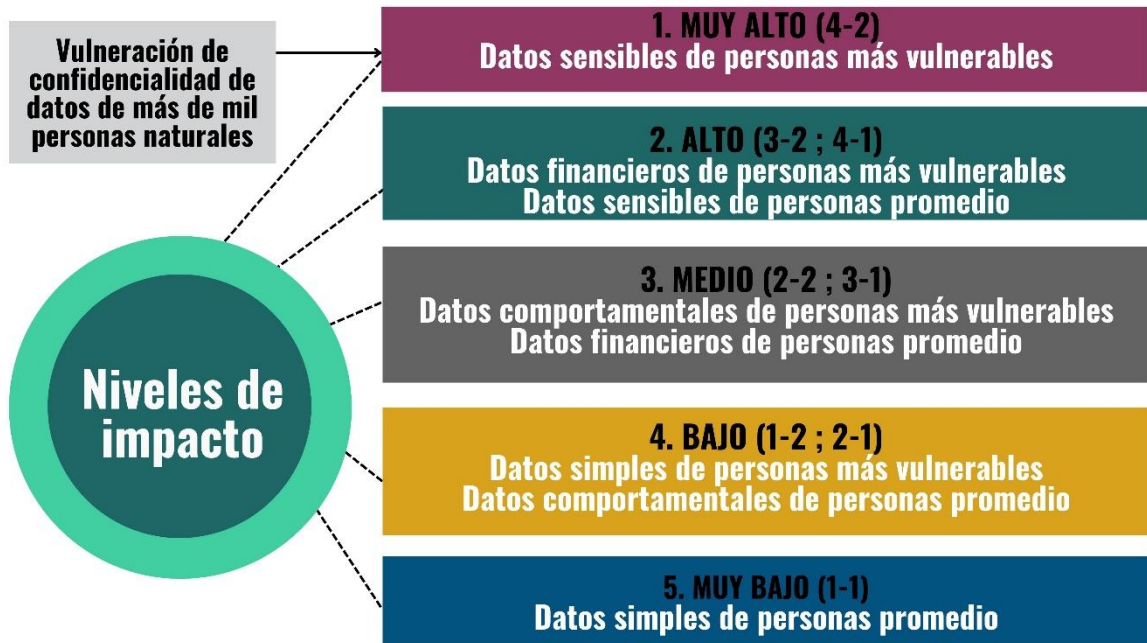 Vulneración de
confidencialidad de
datos de más de mil
personas naturales
1. MUY ALTO (4-2)
Datos sensibles de personas más vulnerables
2. ALTO (3-2 ; 4-1)
Datos financieros de personas más vulnerables
Datos sensibles de personas promedio
3. MEDIO (2-2 ; 3-1)
Datos comportamentales de personas más vulnerables
Datos financieros de personas promedio
Niveles de
impacto
4. BAJO (1-2 ; 2-1)
Datos simples de personas más vulnerables
Datos comportamentales de personas promedio
5. MUY BAJO (1-1)
Datos simples de personas promedio